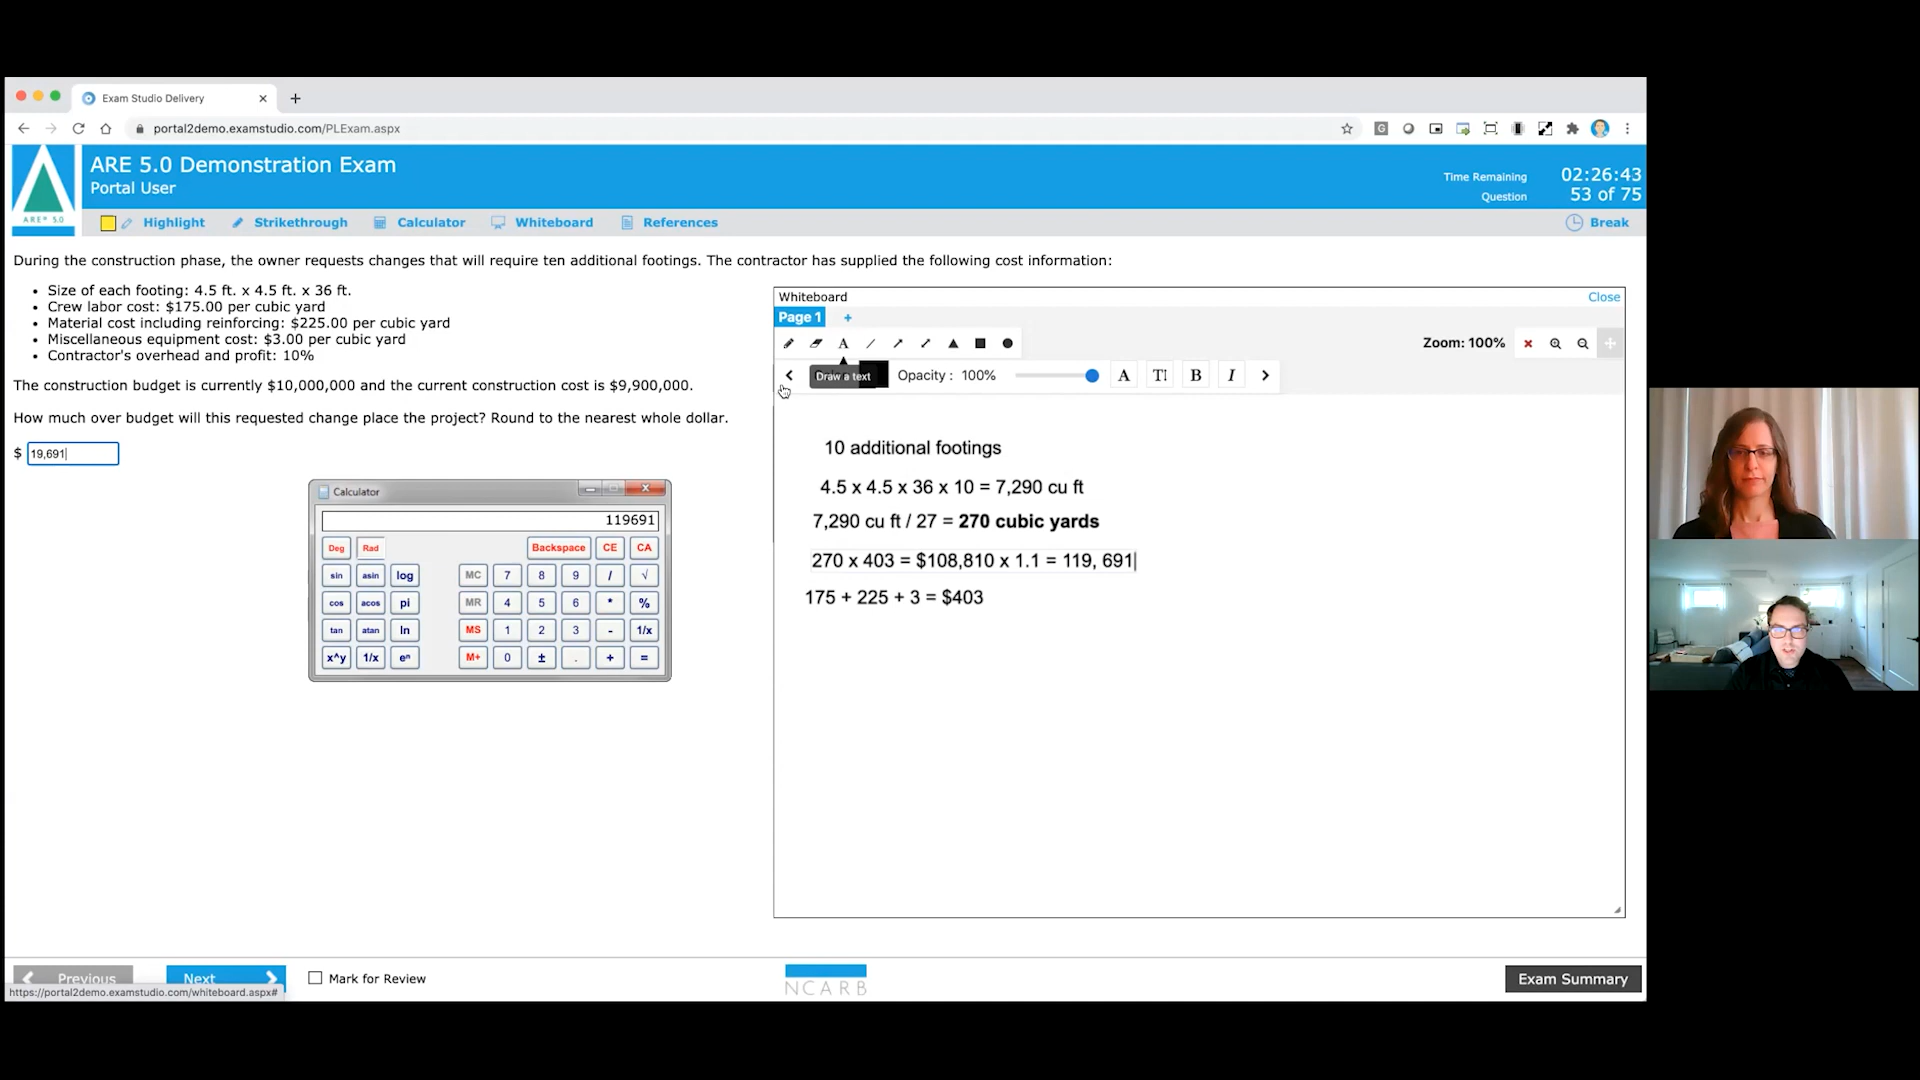 Exam Studio Delivery
portal2demo.examstudio.com/PLExam.aspx
ARE 5.0 Demonstration Exam
Portal User
Time Remaining 02:26:43
Question 53 of 75
ARE® 5.0
Highlight Strikethrough Calculator Whiteboard References Break
During the construction phase, the owner requests changes that will require ten additional footings. The contractor has supplied the following cost information:
• Size of each footing: 4.5 ft. x 4.5 ft. x 36 ft.
• Crew labor cost: $175.00 per cubic yard
• Material cost including reinforcing: $225.00 per cubic yard
• Miscellaneous equipment cost: $3.00 per cubic yard
• Contractor's overhead and profit: 10%
The construction budget is currently $10,000,000 and the current construction cost is $9,900,000.
How much over budget will this requested change place the project? Round to the nearest whole dollar.
$ 19,691
Calculator
119691
Deg Rad Backspace CE CA
sin asin log MC 7 8 9 / √
cos acos pi MR 4 5 6 * %
tan atan ln MS 1 2 3 - 1/x
x^y 1/x eⁿ M+ 0 ± . + =
Whiteboard Close
Page 1 +
A Zoom: 100%
Draw a text Opacity : 100% A T B I
10 additional footings
4.5 x 4.5 x 36 x 10 = 7,290 cu ft
7,290 cu ft / 27 = 270 cubic yards
270 x 403 = $108,810 x 1.1 = 119, 691
175 + 225 + 3 = $403
Previous Next Mark for Review
NCARB
Exam Summary
https://portal2demo.examstudio.com/whiteboard.aspx#